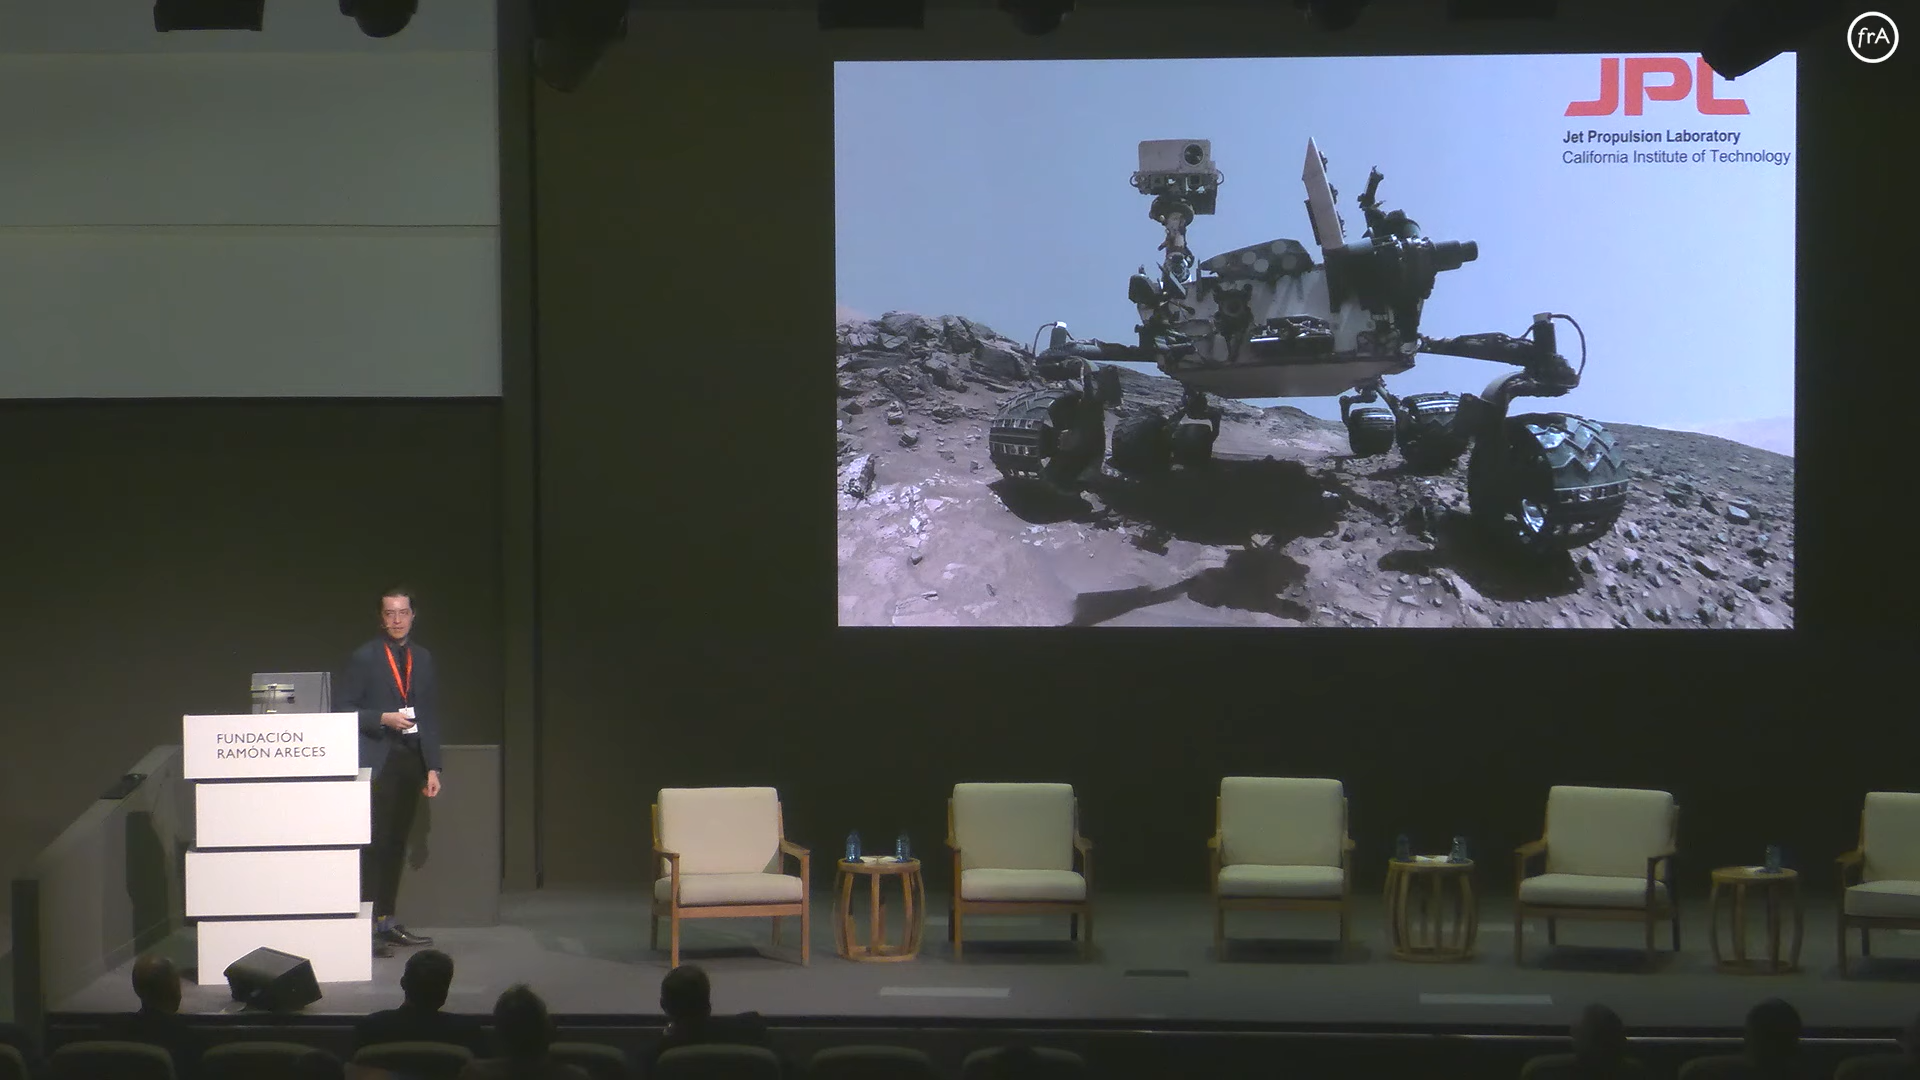 frA
JPL
Jet Propulsion Laboratory
California Institute of Technology
FUNDACIÓN
RAMÓN ARECES